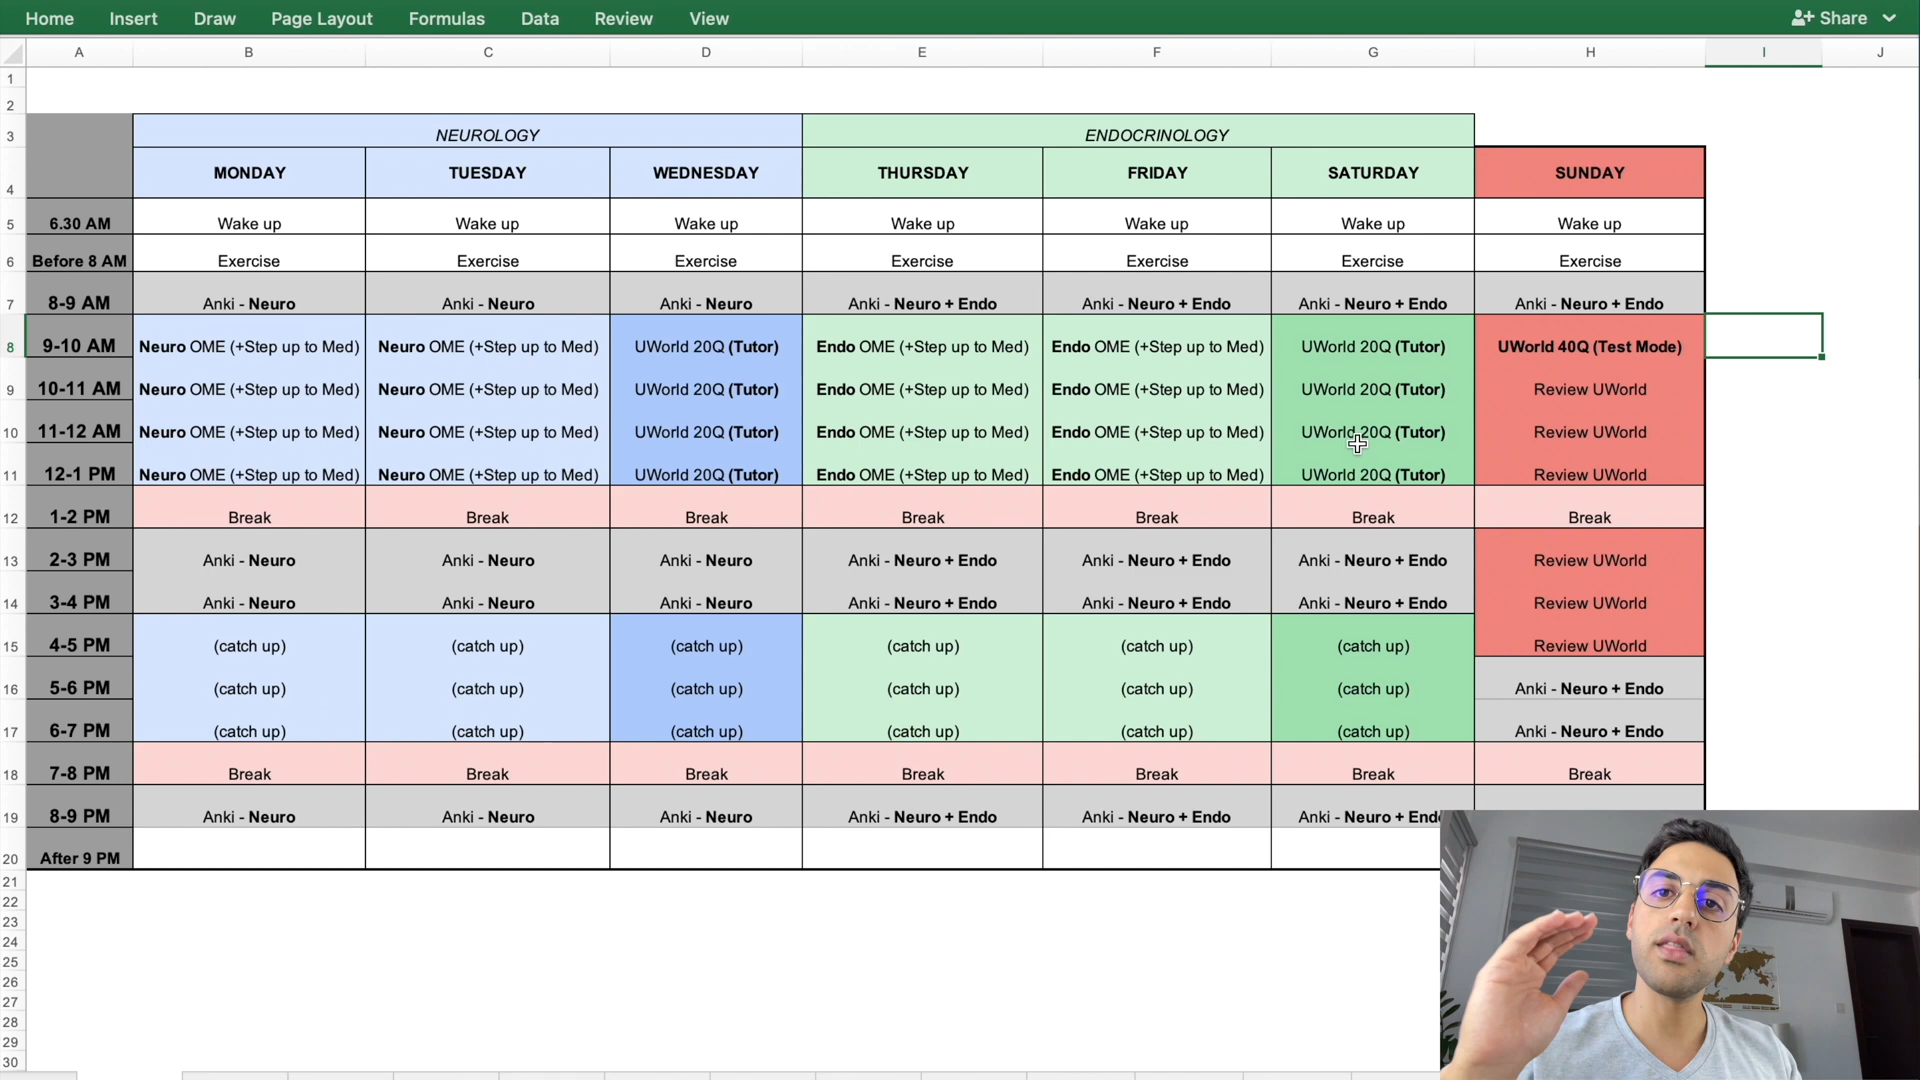 Home Insert Draw Page Layout Formulas Data Review View Share
A B C D E F G H I J
1
2
3 NEUROLOGY ENDOCRINOLOGY
4 MONDAY TUESDAY WEDNESDAY THURSDAY FRIDAY SATURDAY SUNDAY
5 6.30 AM Wake up Wake up Wake up Wake up Wake up Wake up Wake up
6 Before 8 AM Exercise Exercise Exercise Exercise Exercise Exercise Exercise
7 8-9 AM Anki - Neuro Anki - Neuro Anki - Neuro Anki - Neuro + Endo Anki - Neuro + Endo Anki - Neuro + Endo Anki - Neuro + Endo
8 9-10 AM Neuro OME (+Step up to Med) Neuro OME (+Step up to Med) UWorld 20Q (Tutor) Endo OME (+Step up to Med) Endo OME (+Step up to Med) UWorld 20Q (Tutor) UWorld 40Q (Test Mode)
9 10-11 AM Neuro OME (+Step up to Med) Neuro OME (+Step up to Med) UWorld 20Q (Tutor) Endo OME (+Step up to Med) Endo OME (+Step up to Med) UWorld 20Q (Tutor) Review UWorld
10 11-12 AM Neuro OME (+Step up to Med) Neuro OME (+Step up to Med) UWorld 20Q (Tutor) Endo OME (+Step up to Med) Endo OME (+Step up to Med) UWorld 20Q (Tutor) Review UWorld
11 12-1 PM Neuro OME (+Step up to Med) Neuro OME (+Step up to Med) UWorld 20Q (Tutor) Endo OME (+Step up to Med) Endo OME (+Step up to Med) UWorld 20Q (Tutor) Review UWorld
12 1-2 PM Break Break Break Break Break Break Break
13 2-3 PM Anki - Neuro Anki - Neuro Anki - Neuro Anki - Neuro + Endo Anki - Neuro + Endo Anki - Neuro + Endo Review UWorld
14 3-4 PM Anki - Neuro Anki - Neuro Anki - Neuro Anki - Neuro + Endo Anki - Neuro + Endo Anki - Neuro + Endo Review UWorld
15 4-5 PM (catch up) (catch up) (catch up) (catch up) (catch up) (catch up) Review UWorld
16 5-6 PM (catch up) (catch up) (catch up) (catch up) (catch up) (catch up) Anki - Neuro + Endo
17 6-7 PM (catch up) (catch up) (catch up) (catch up) (catch up) (catch up) Anki - Neuro + Endo
18 7-8 PM Break Break Break Break Break Break Break
19 8-9 PM Anki - Neuro Anki - Neuro Anki - Neuro Anki - Neuro + Endo Anki - Neuro + Endo Anki - Neuro + Endo
20 After 9 PM
21
22
23
24
25
26
27
28
29
30